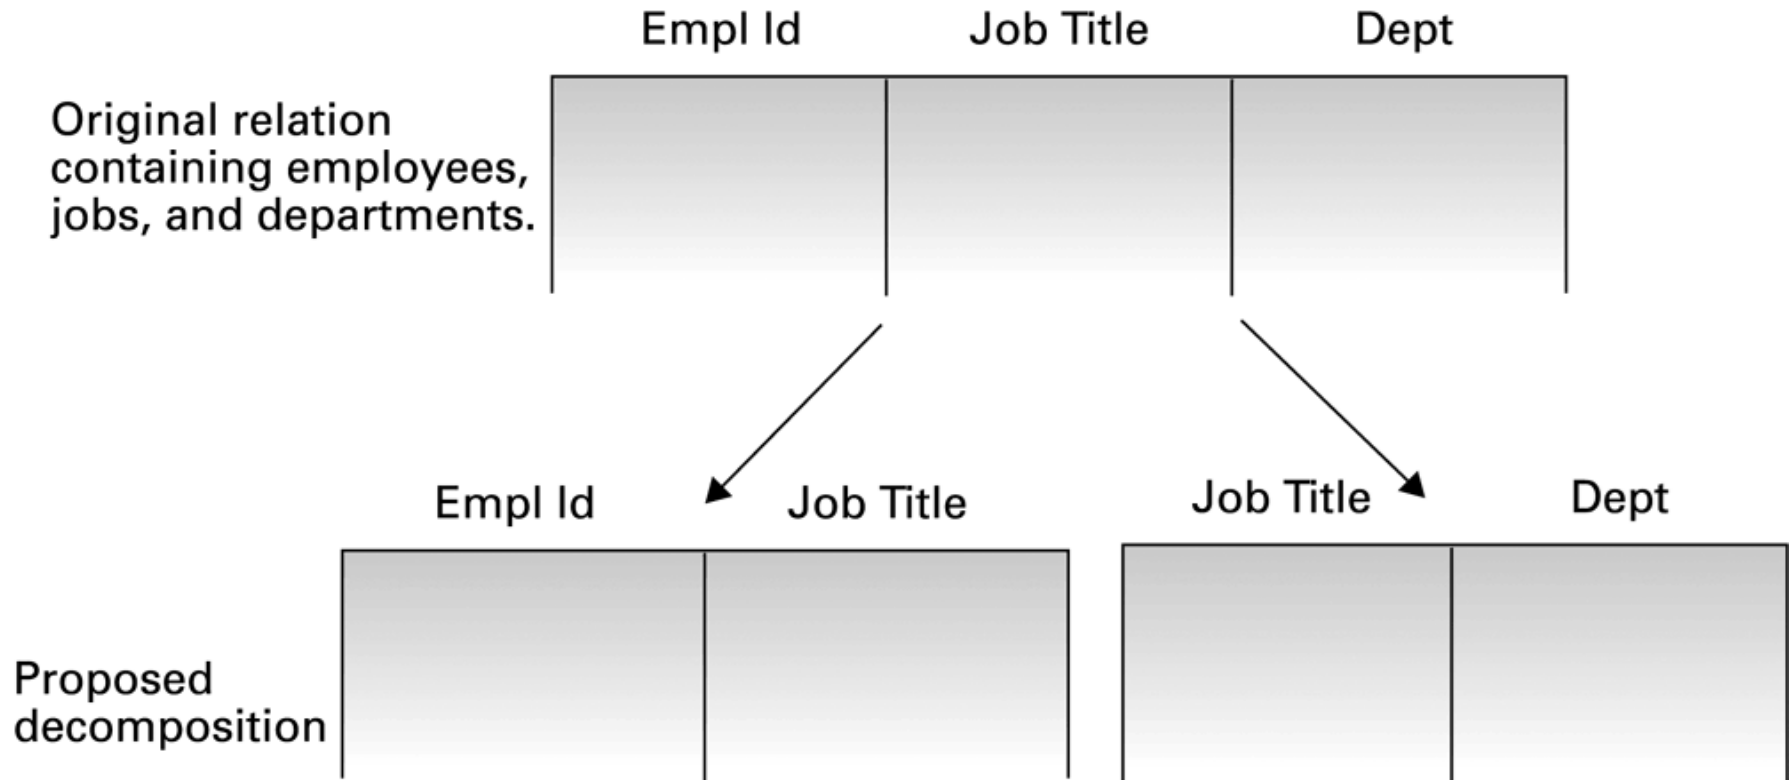 Empl Id Job Title Dept
Original relation
containing employees,
jobs, and departments.
Empl Id Job Title Job Title Dept
Proposed
decomposition